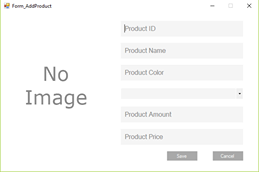 Form_AddProduct
No
Image
Product ID
Product Name
Product Color
Product Amount
Product Price
Save
Cancel